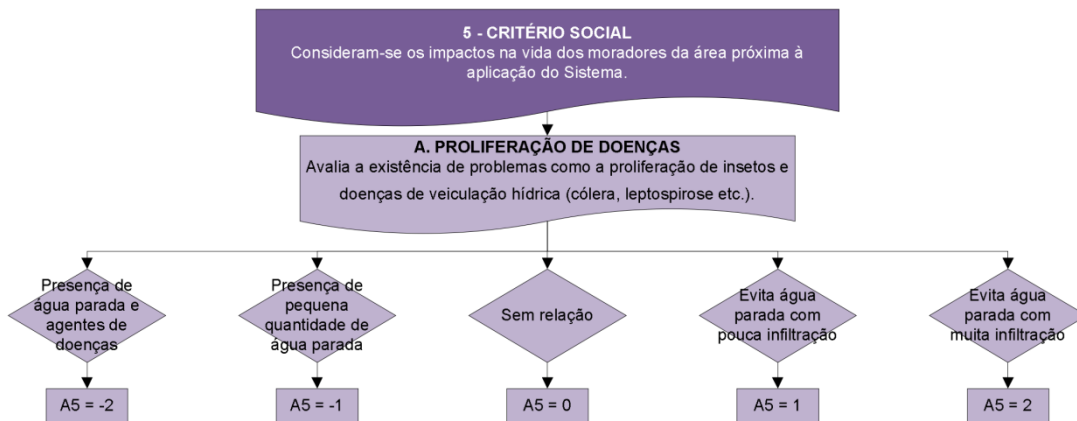 5 - CRITÉRIO SOCIAL
Consideram-se os impactos na vida dos moradores da área próxima à
aplicação do Sistema.
A. PROLIFERAÇÃO DE DOENÇAS
Avalia a existência de problemas como a proliferação de insetos e
doenças de veiculação hídrica (cólera, leptospirose etc.).
Presença de
água parada e
agentes de
doenças
Presença de
pequena
quantidade de
água parada
Sem relação
Evita água
parada com
pouca infiltração
Evita água
parada com
muita infiltração
A5 = -2
A5 = -1
A5 = 0
A5 = 1
A5 = 2